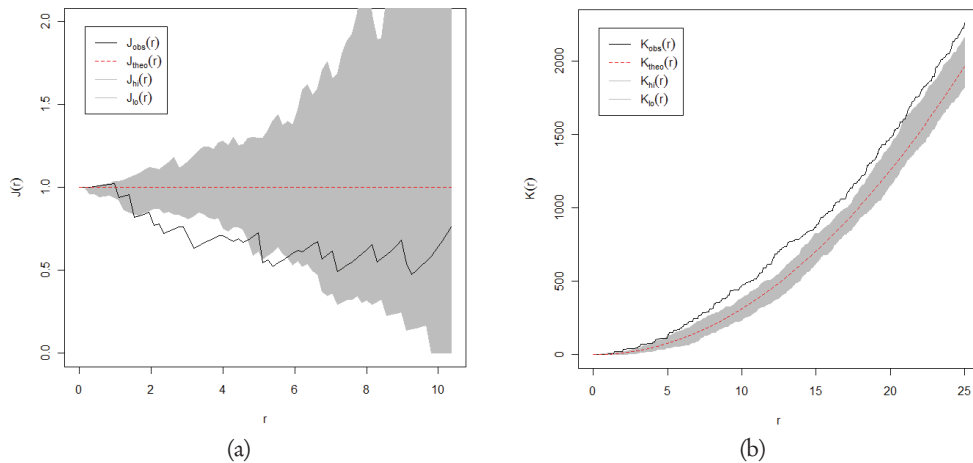 2.0
1.5
1.0
0.5
0.0
J(r)
Jobs(r)
Jtheo(r)
Jhi(r)
Jlo(r)
0 2 4 6 8 10
r
(a)
2000
1500
1000
500
0
K(r)
Kobs(r)
Ktheo(r)
Khi(r)
Klo(r)
0 5 10 15 20 25
r
(b)